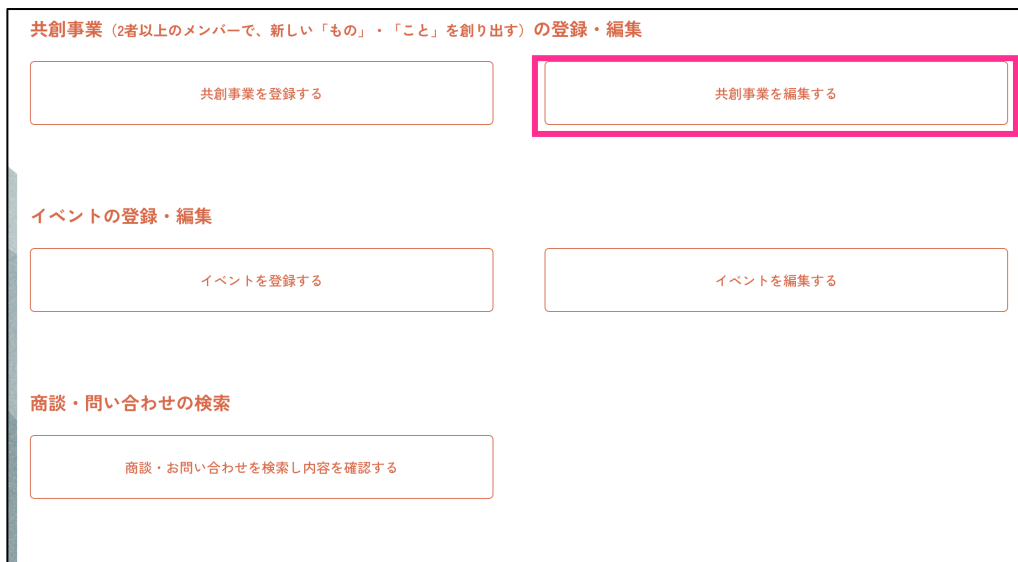 共創事業（2者以上のメンバーで、新しい「もの」・「こと」を創り出す）の登録・編集
共創事業を登録する
共創事業を編集する
イベントの登録・編集
イベントを登録する
イベントを編集する
商談・問い合わせの検索
商談・お問い合わせを検索し内容を確認する